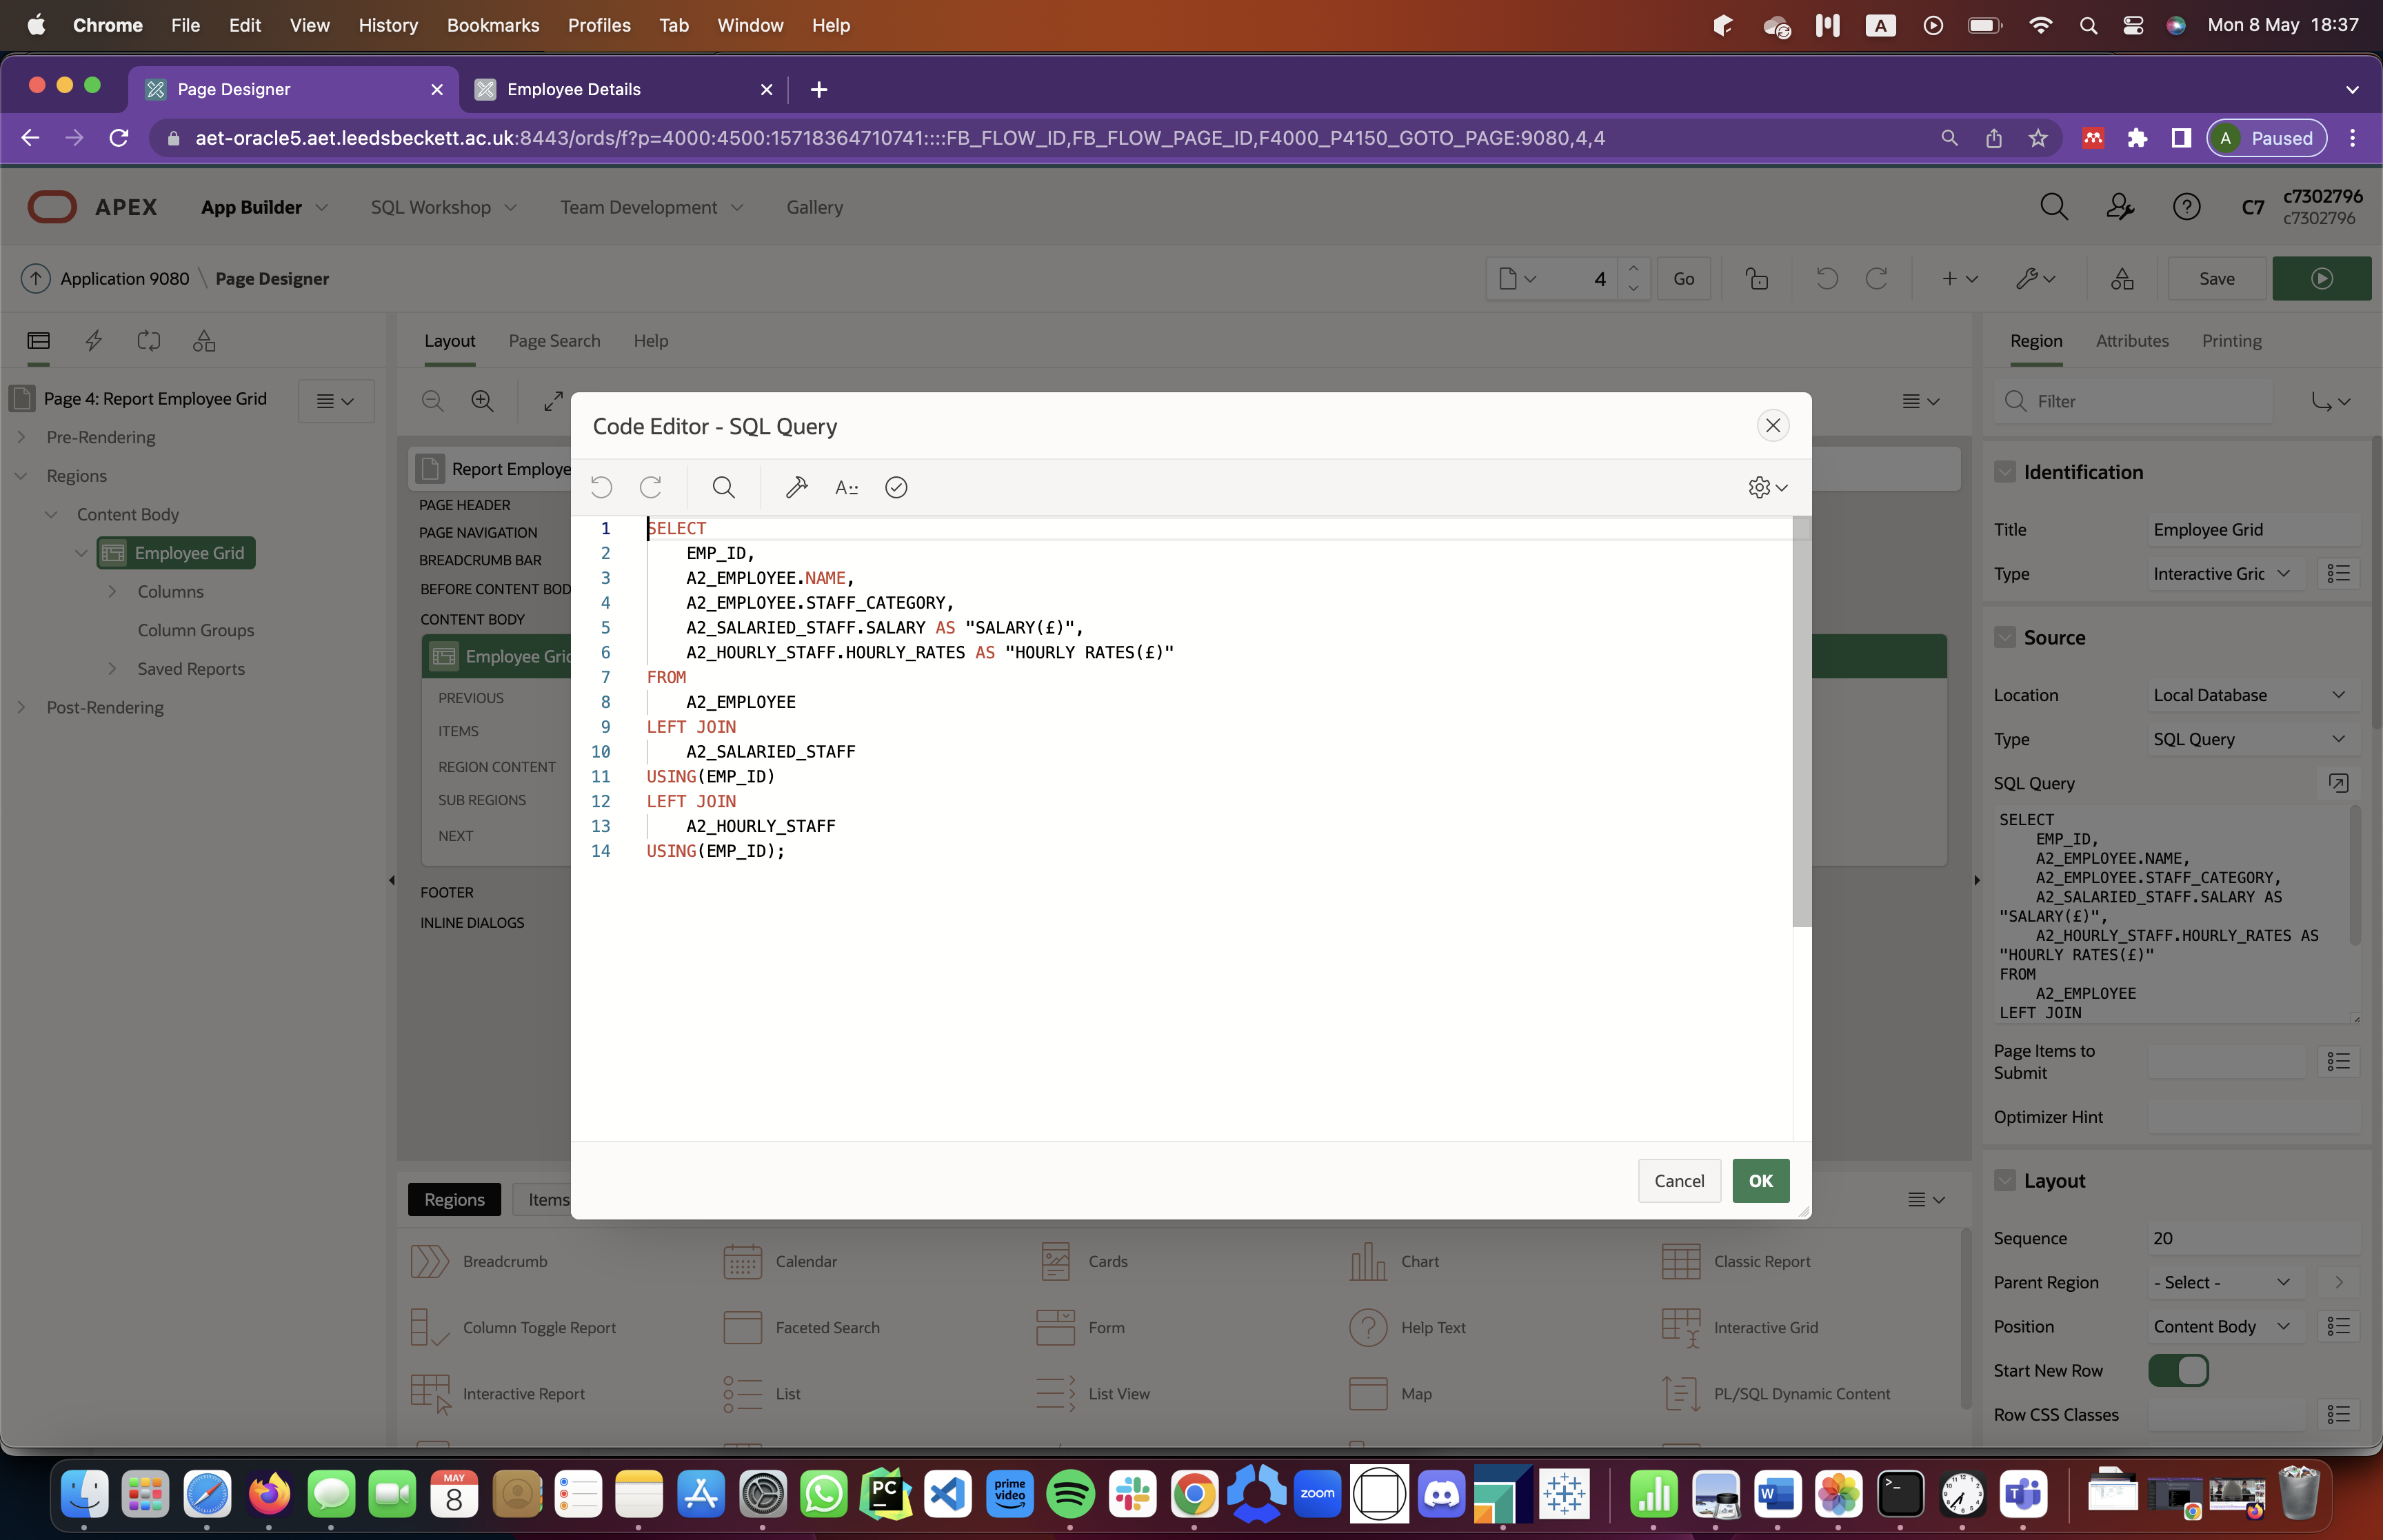 Chrome File Edit View History Bookmarks Profiles Tab Window Help
A
Mon 8 May 18:37
Page Designer
Employee Details
aet-oracle5.aet.leedsbeckett.ac.uk:8443/ords/f?p=4000:4500:15718364710741::::FB_FLOW_ID,FB_FLOW_PAGE_ID,F4000_P4150_GOTO_PAGE:9080,4,4
A Paused
APEX App Builder SQL Workshop Team Development Gallery
C7 c7302796
c7302796
Application 9080 \ Page Designer
4 Go
Save
Layout Page Search Help
Region Attributes Printing
Page 4: Report Employee Grid
Pre-Rendering
Regions
Content Body
Employee Grid
Columns
Column Groups
Saved Reports
Post-Rendering
Report Employe
PAGE HEADER
PAGE NAVIGATION
BREADCRUMB BAR
BEFORE CONTENT BOD
CONTENT BODY
Employee Gric
PREVIOUS
ITEMS
REGION CONTENT
SUB REGIONS
NEXT
FOOTER
INLINE DIALOGS
Code Editor - SQL Query
A::
1 SELECT
2 EMP_ID,
3 A2_EMPLOYEE.NAME,
4 A2_EMPLOYEE.STAFF_CATEGORY,
5 A2_SALARIED_STAFF.SALARY AS "SALARY(£)",
6 A2_HOURLY_STAFF.HOURLY_RATES AS "HOURLY RATES(£)"
7 FROM
8 A2_EMPLOYEE
9 LEFT JOIN
10 A2_SALARIED_STAFF
11 USING(EMP_ID)
12 LEFT JOIN
13 A2_HOURLY_STAFF
14 USING(EMP_ID);
Cancel OK
Filter
Identification
Title Employee Grid
Type Interactive Gric
Source
Location Local Database
Type SQL Query
SQL Query
SELECT
EMP_ID,
A2_EMPLOYEE.NAME,
A2_EMPLOYEE.STAFF_CATEGORY,
A2_SALARIED_STAFF.SALARY AS
"SALARY(£)",
A2_HOURLY_STAFF.HOURLY_RATES AS
"HOURLY RATES(£)"
FROM
A2_EMPLOYEE
LEFT JOIN
Page Items to
Submit
Optimizer Hint
Layout
Sequence 20
Parent Region - Select -
Position Content Body
Start New Row
Row CSS Classes
Regions Items
Breadcrumb Calendar Cards Chart Classic Report
Column Toggle Report Faceted Search Form Help Text Interactive Grid
Interactive Report List List View Map PL/SQL Dynamic Content
MAY
8
PC
prime
video
zoom
W
T